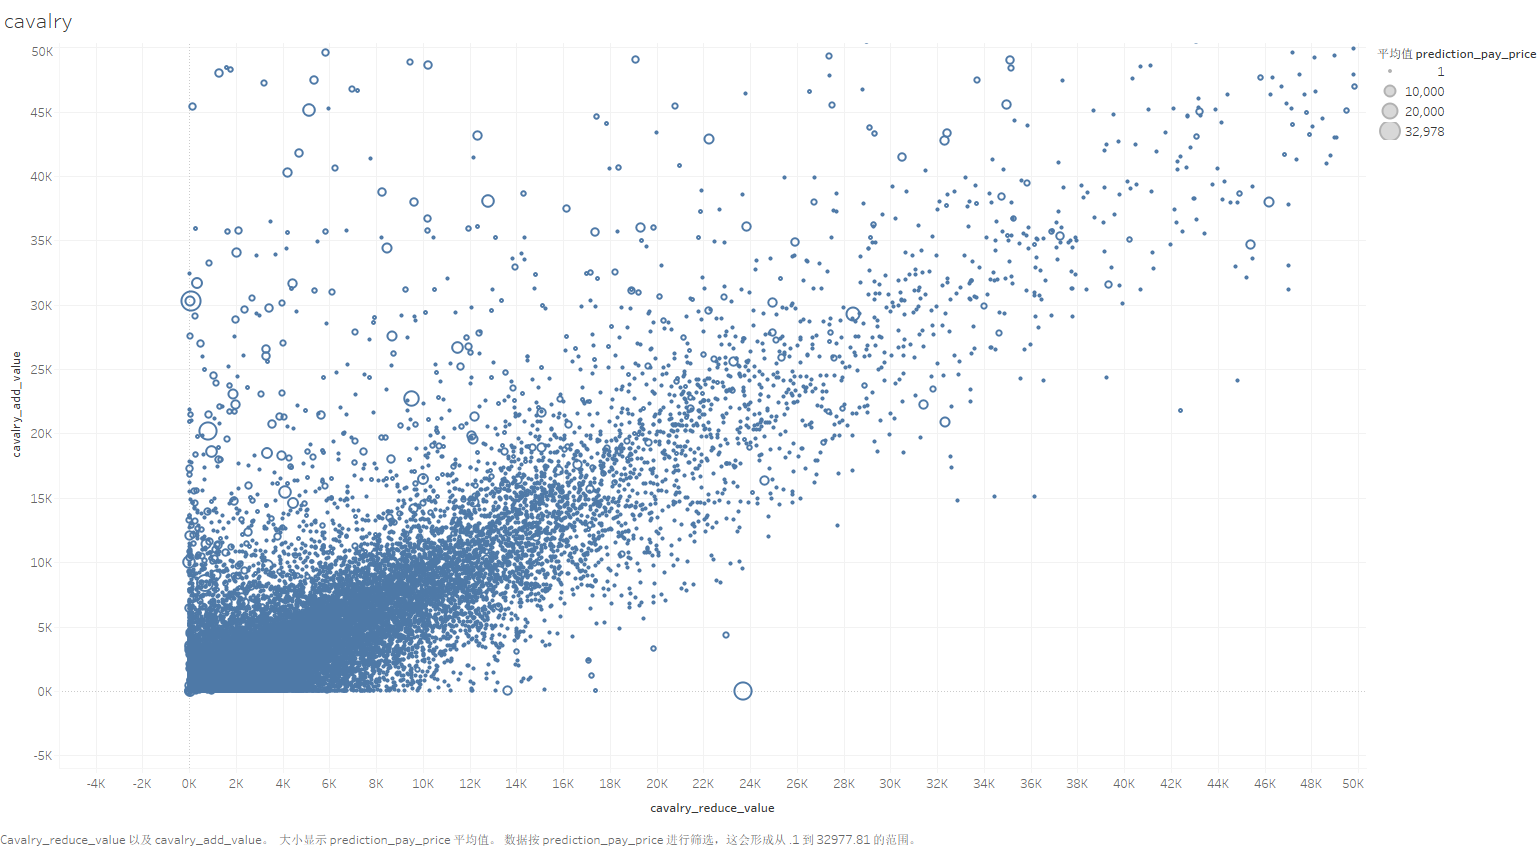 cavalry
平均值 prediction_pay_price
1
10,000
20,000
32,978
cavalry_add_value
50K
45K
40K
35K
30K
25K
20K
15K
10K
5K
0K
-5K
-4K -2K 0K 2K 4K 6K 8K 10K 12K 14K 16K 18K 20K 22K 24K 26K 28K 30K 32K 34K 36K 38K 40K 42K 44K 46K 48K 50K
cavalry_reduce_value
Cavalry_reduce_value 以及 cavalry_add_value。 大小显示 prediction_pay_price 平均值。 数据按 prediction_pay_price 进行筛选，这会形成从 .1 到 32977.81 的范围。